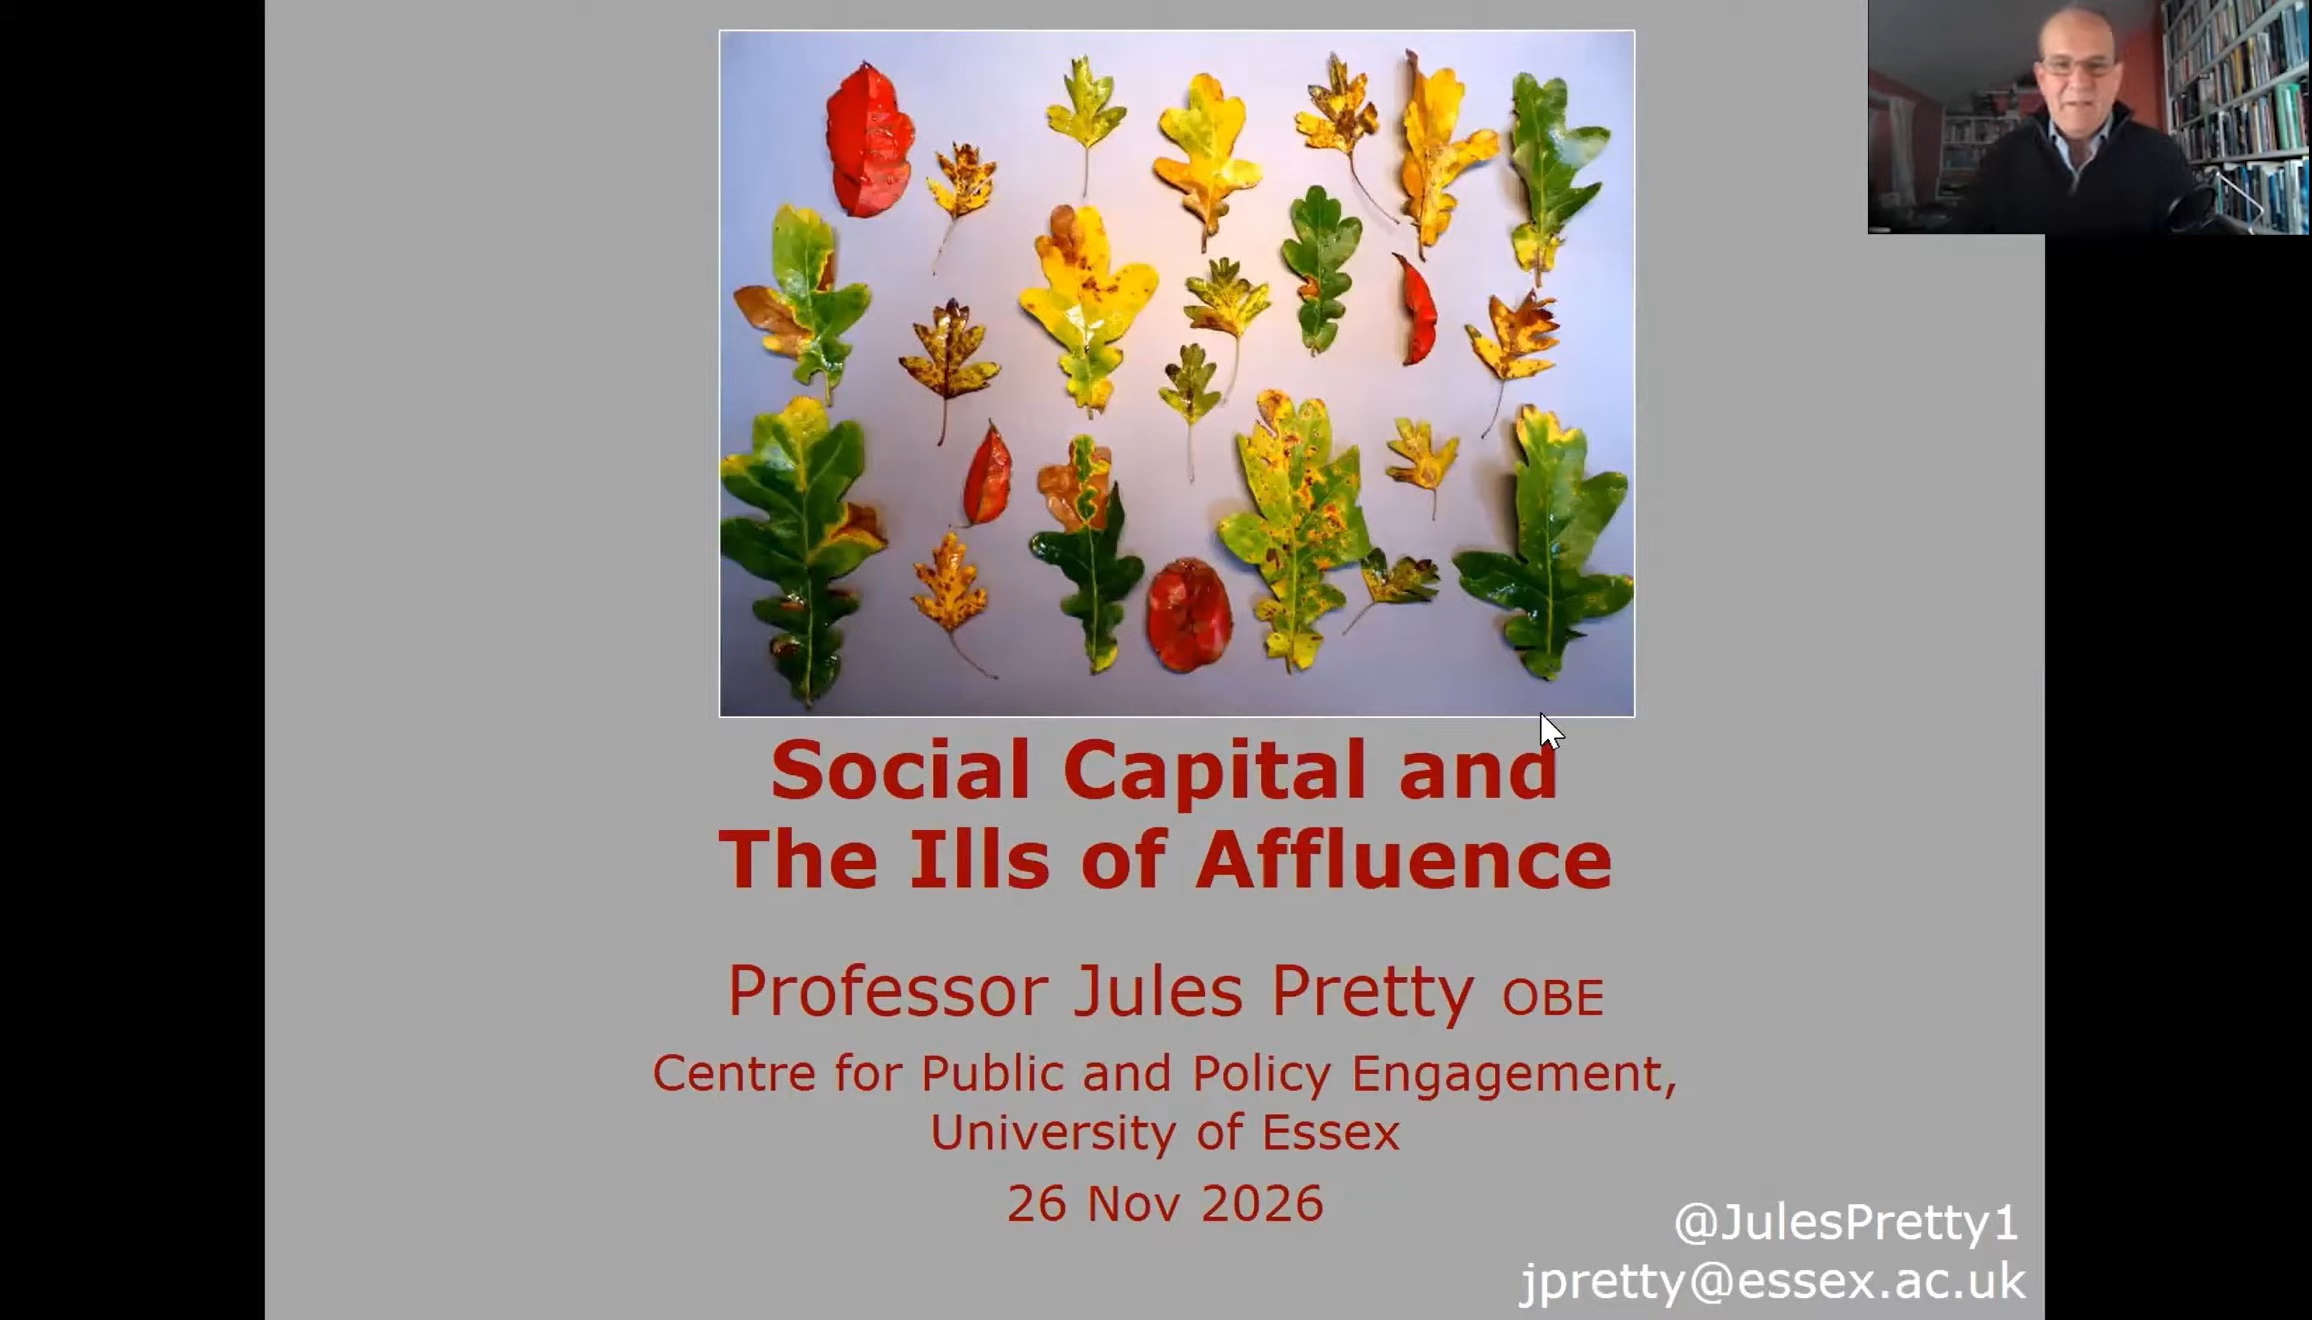 Social Capital and
The Ills of Affluence
Professor Jules Pretty OBE
Centre for Public and Policy Engagement,
University of Essex
26 Nov 2026
@JulesPretty1
jpretty@essex.ac.uk